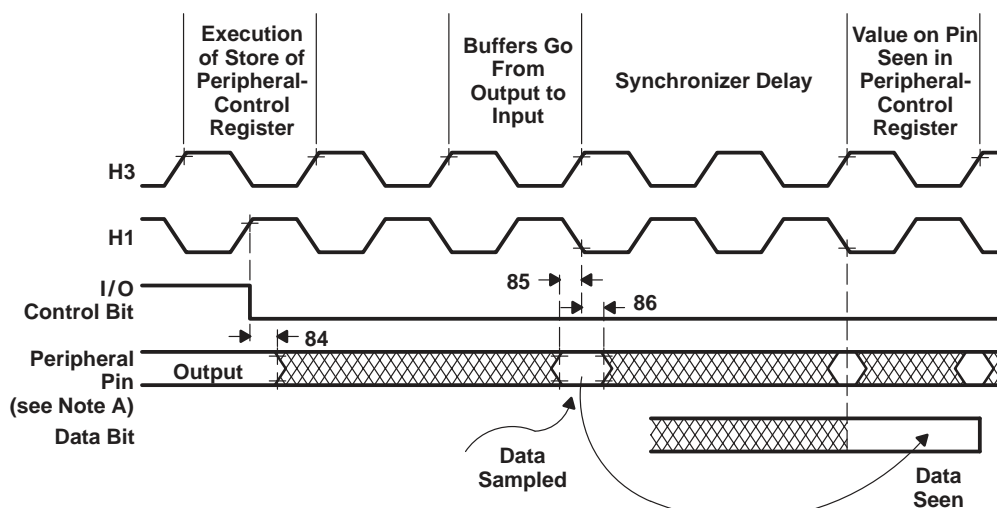 Execution
of Store of
Peripheral-
Control
Register
Buffers Go
From
Output to
Input
Synchronizer Delay
Value on Pin
Seen in
Peripheral-
Control
Register
H3
H1
I/O
Control Bit
85
86
84
Peripheral
Pin
(see Note A)
Output
Data Bit
Data
Sampled
Data
Seen